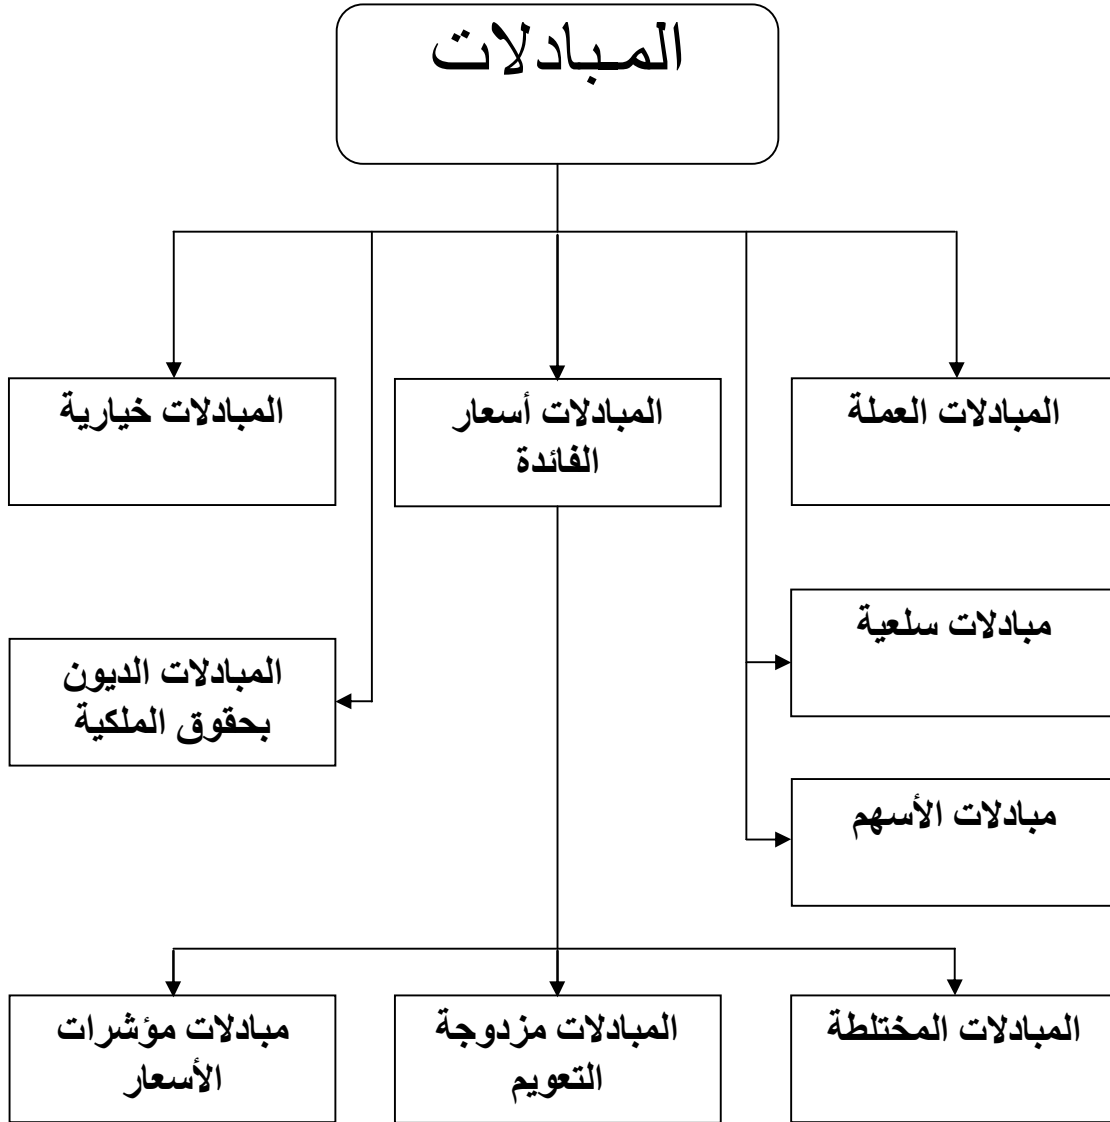 المـبـادلات
المبادلات العملة
المبادلات أسعار
الفائدة
المبادلات خيارية
مبادلات سلعية
المبادلات الديون
بحقوق الملكية
مبادلات الأسهم
المبادلات المختلطة
المبادلات مزدوجة
التعويم
مبادلات مؤشرات
الأسعار